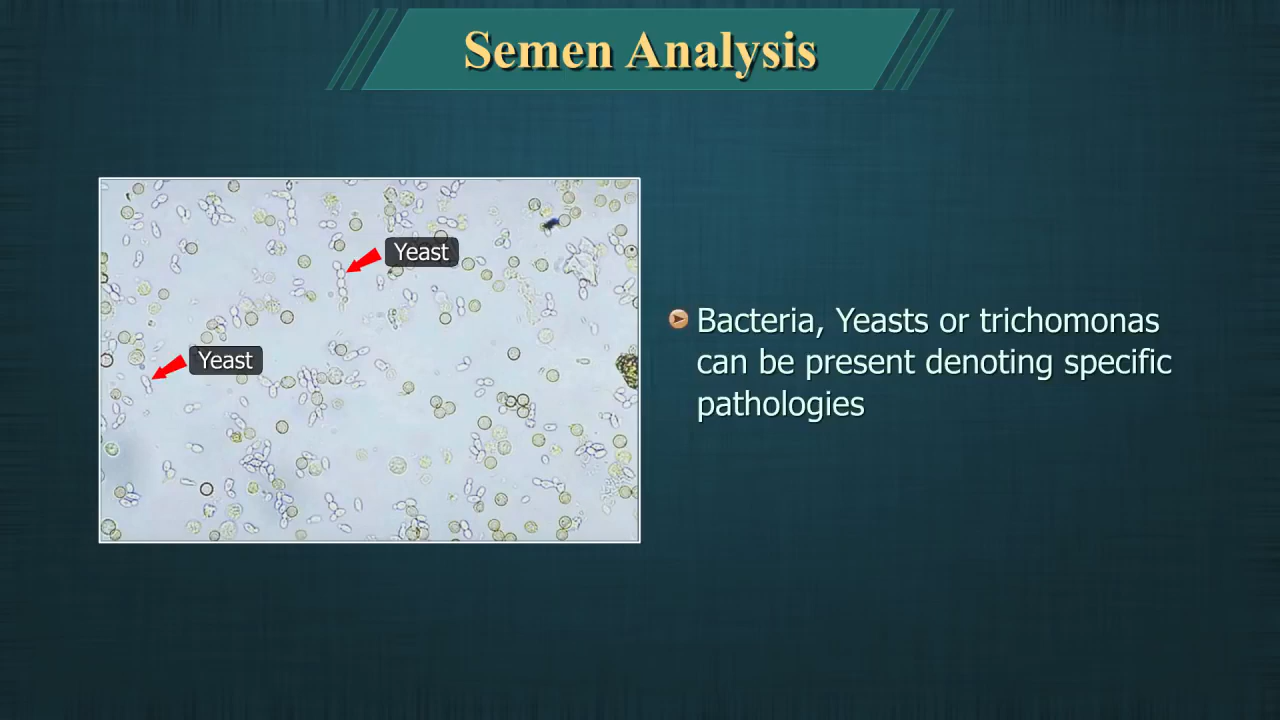 Semen Analysis
Yeast
Yeast
Bacteria, Yeasts or trichomonas
can be present denoting specific
pathologies